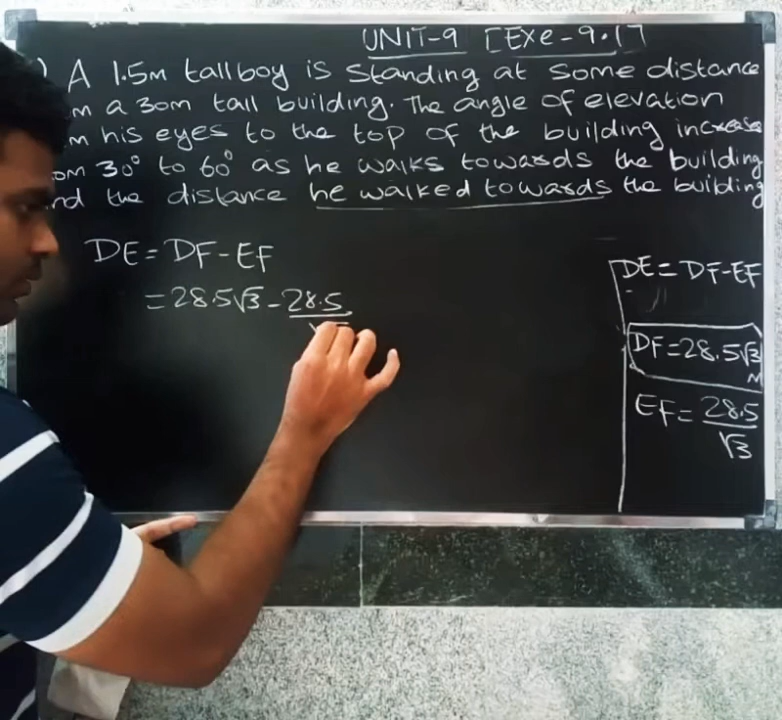 UNIT-9 [Exe-9.1]
) A 1.5m tall boy is standing at some distance
m a 30m tall building. The angle of elevation
m his eyes to the top of the building increase
om 30° to 60° as he walks towards the building
nd the distance he walked towards the building
DE = DF - EF
= 28.5√3 - 28.5
DE = DF - EF
DF = 28.5√3
M
EF = 28.5
√3